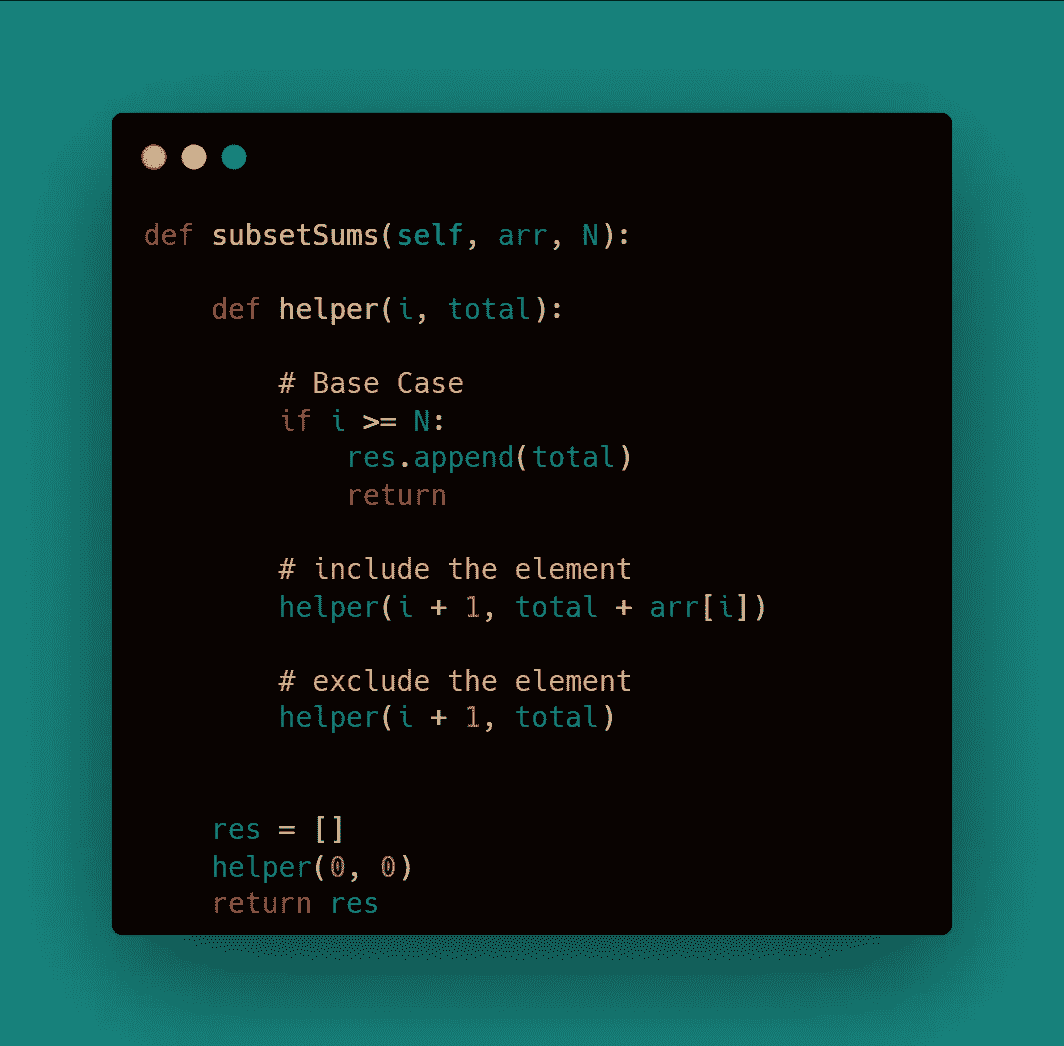 def subsetSums(self, arr, N):
def helper(i, total):
# Base Case
if i >= N:
res.append(total)
return
# include the element
helper(i + 1, total + arr[i])
# exclude the element
helper(i + 1, total)
res = []
helper(0, 0)
return res